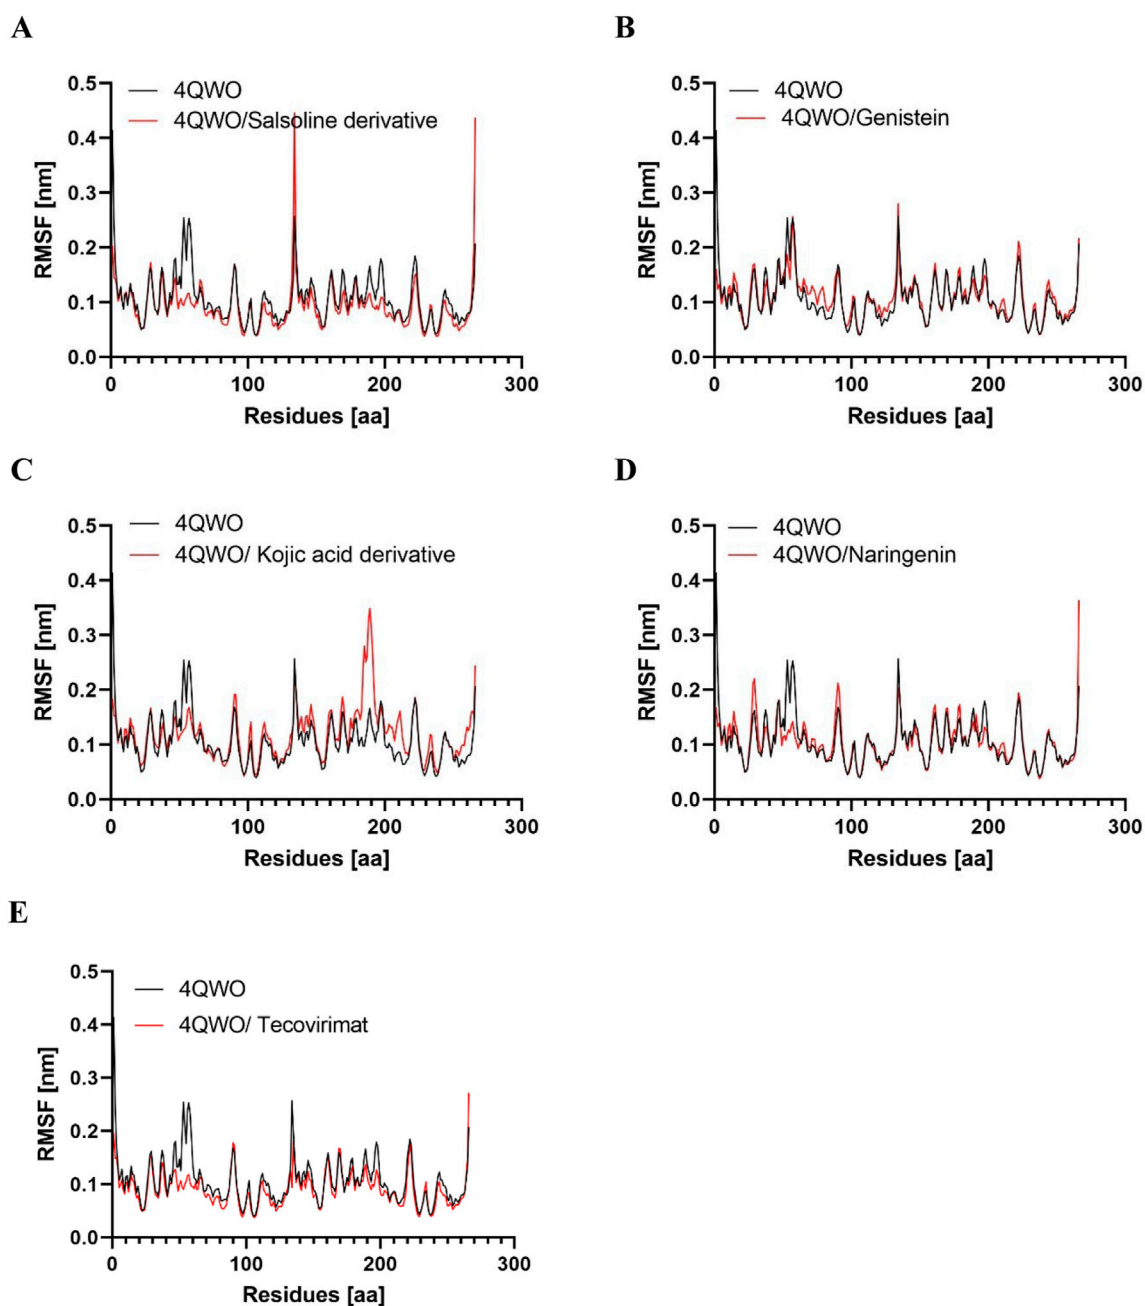 A
0.5
4QWO
4QWO/Salsoline derivative
0.4
RMSF [nm]
0.3
0.2
0.1
0.0
0
100
200
300
Residues [aa]
B
0.5
4QWO
4QWO/Genistein
0.4
RMSF [nm]
0.3
0.2
0.1
0.0
0
100
200
300
Residues [aa]
C
0.5
4QWO
4QWO/ Kojic acid derivative
0.4
RMSF [nm]
0.3
0.2
0.1
0.0
0
100
200
300
Residues [aa]
D
0.5
4QWO
4QWO/Naringenin
0.4
RMSF [nm]
0.3
0.2
0.1
0.0
0
100
200
300
Residues [aa]
E
0.5
4QWO
4QWO/ Tecovirimat
0.4
RMSF [nm]
0.3
0.2
0.1
0.0
0
100
200
300
Residues [aa]